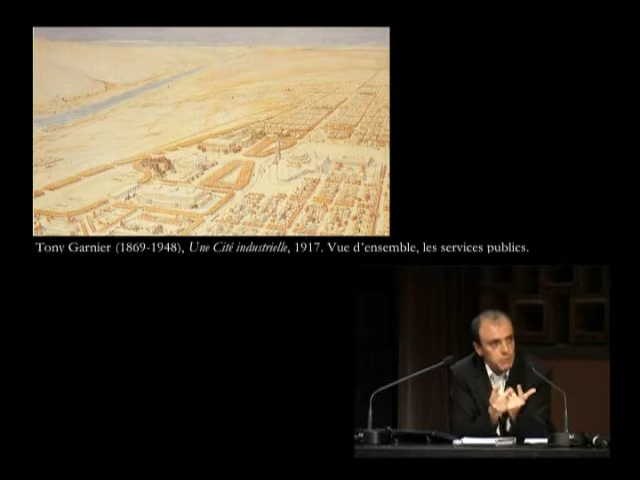 Tony Garnier (1869-1948), Une Cité industrielle, 1917. Vue d’ensemble, les services publics.